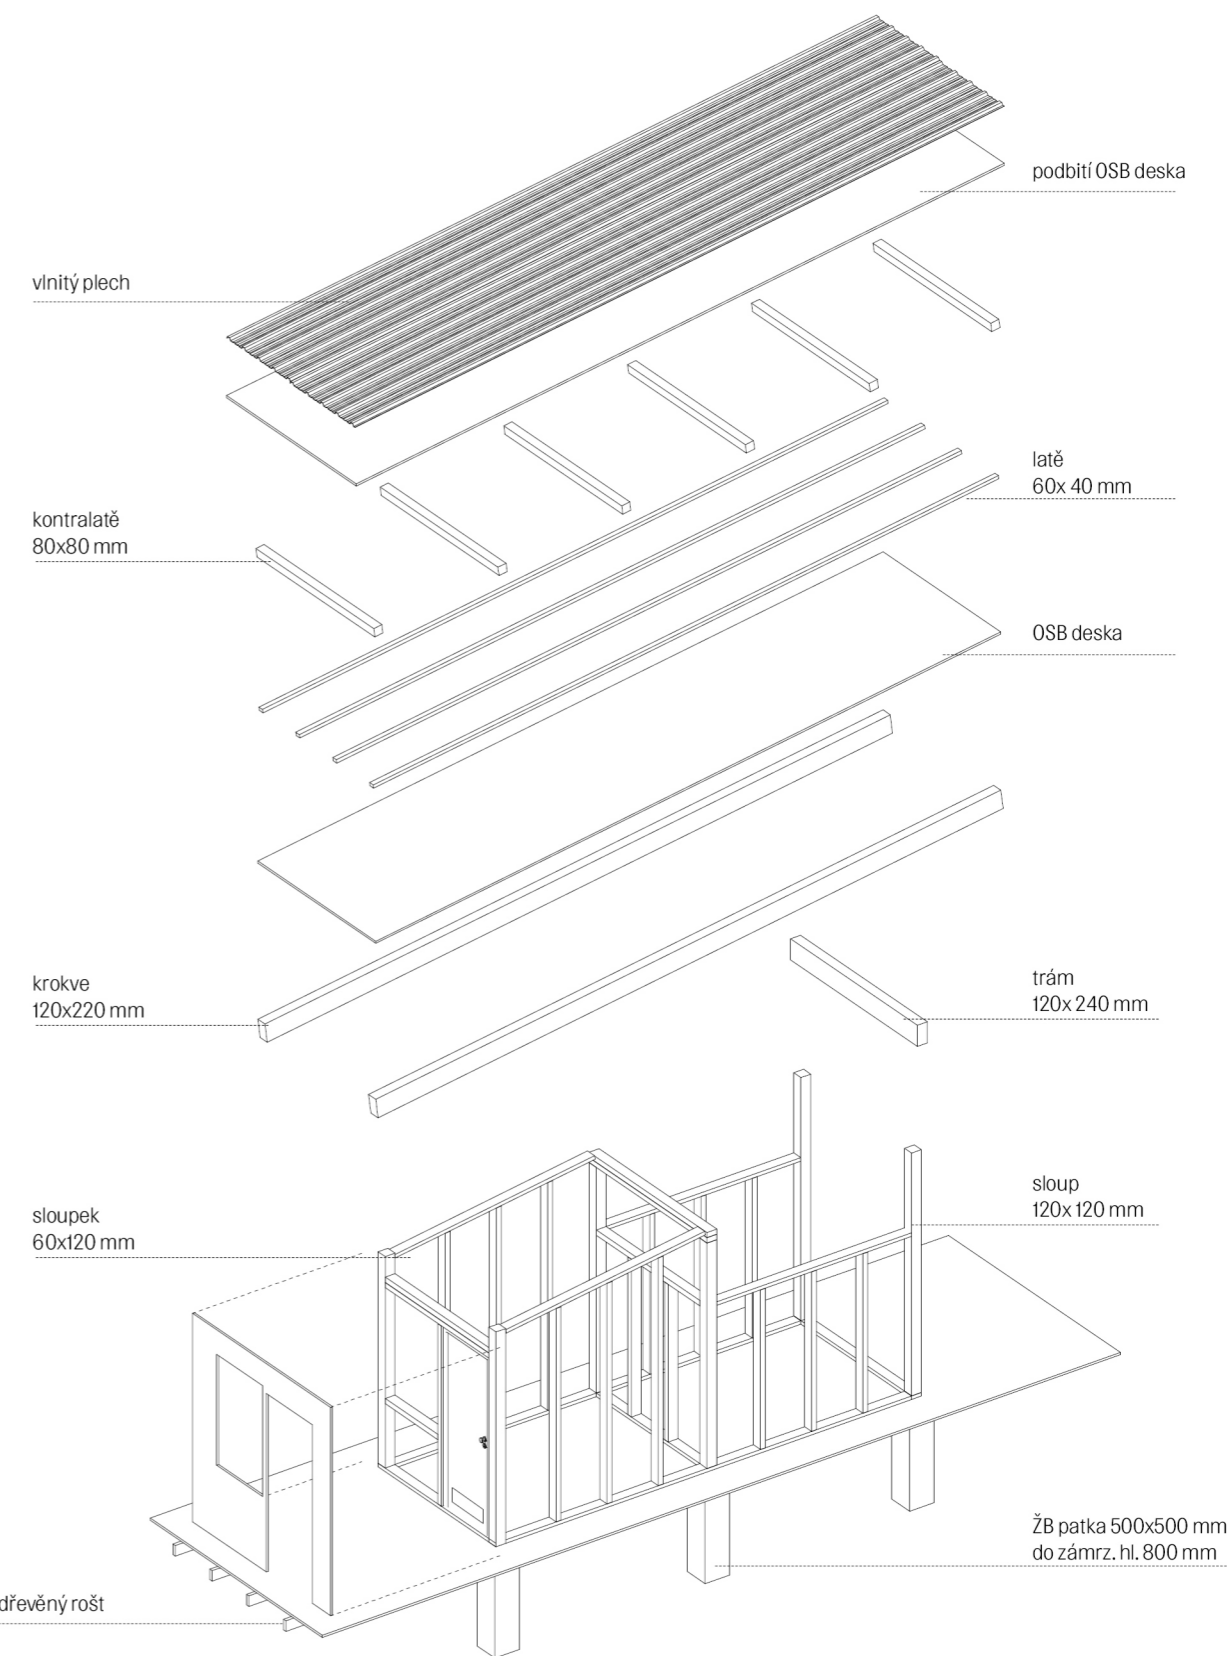 podbití OSB deska
vlnitý plech
latě
60x 40 mm
kontralatě
80x80 mm
OSB deska
krokve
120x220 mm
trám
120x 240 mm
sloup
120x 120 mm
sloupek
60x120 mm
ŽB patka 500x500 mm
do zámrz. hl. 800 mm
dřevěný rošt